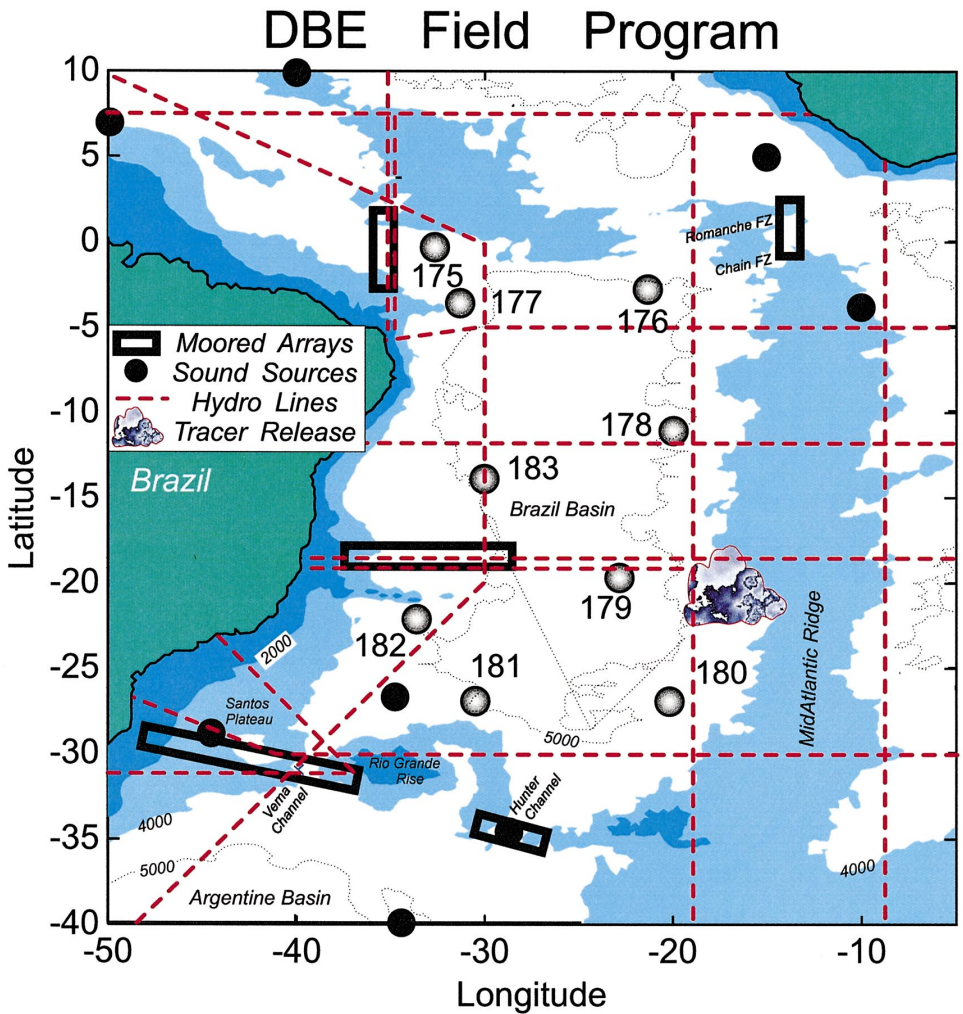 DBE Field Program
10
5
0
-5
-10
-15
-20
-25
-30
-35
-40
Latitude
Romanche FZ
Chain FZ
175
177
176
Moored Arrays
Sound Sources
Hydro Lines
Tracer Release
178
183
Brazil
Brazil Basin
179
182
181
180
2000
MidAtlantic Ridge
Santos
Plateau
5000
Rio Grande
Rise
Vema
Channel
Hunter
Channel
4000
5000
4000
Argentine Basin
-50
-40
-30
-20
-10
Longitude